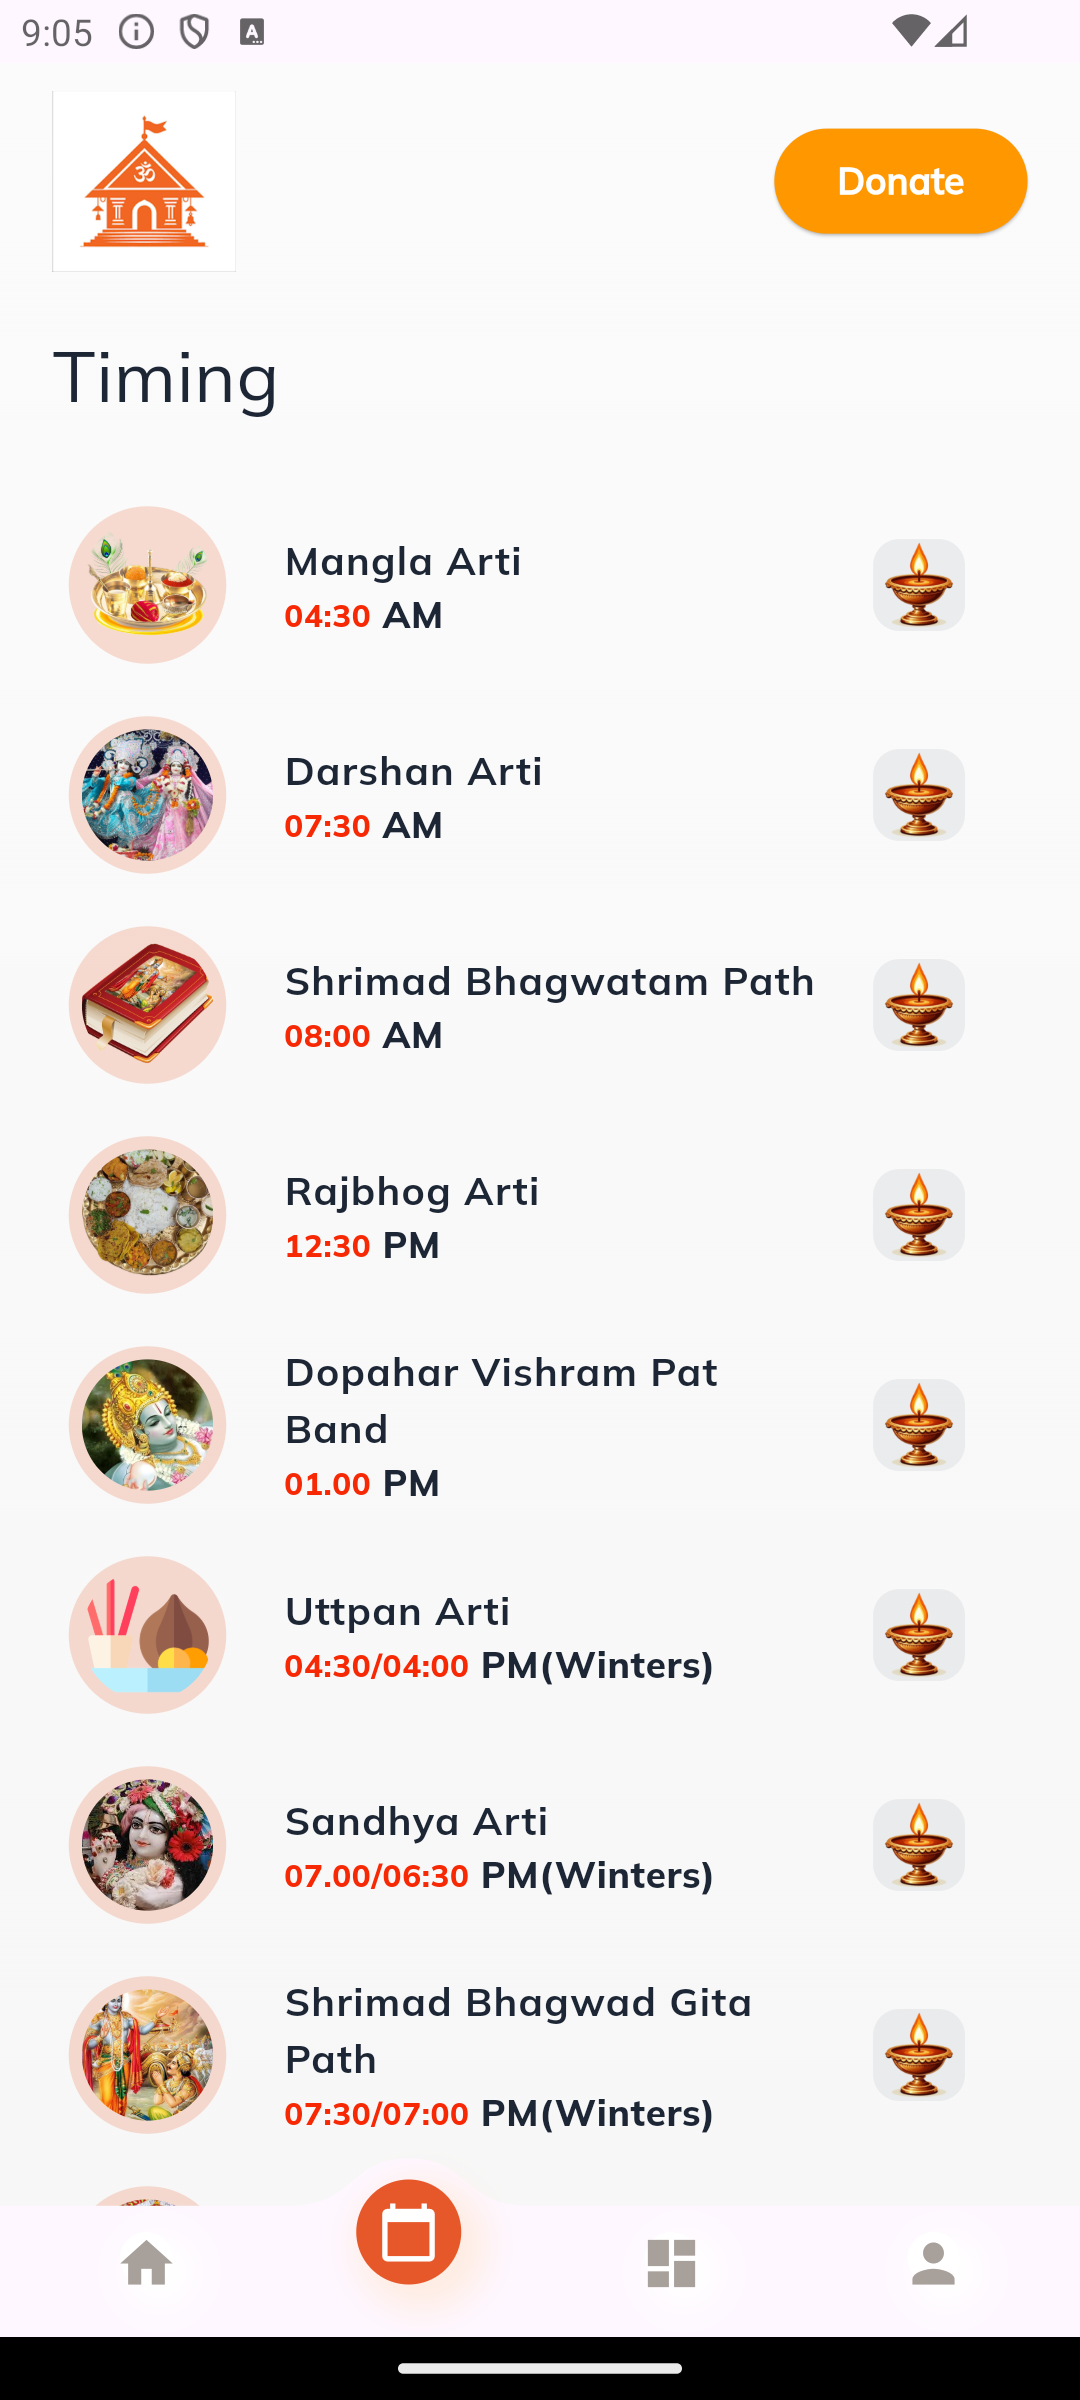 9:05
ॐ
Donate
Timing
Mangla Arti
04:30 AM
Darshan Arti
07:30 AM
Shrimad Bhagwatam Path
08:00 AM
Rajbhog Arti
12:30 PM
Dopahar Vishram Pat
Band
01.00 PM
Uttpan Arti
04:30/04:00 PM(Winters)
Sandhya Arti
07.00/06:30 PM(Winters)
Shrimad Bhagwad Gita
Path
07:30/07:00 PM(Winters)